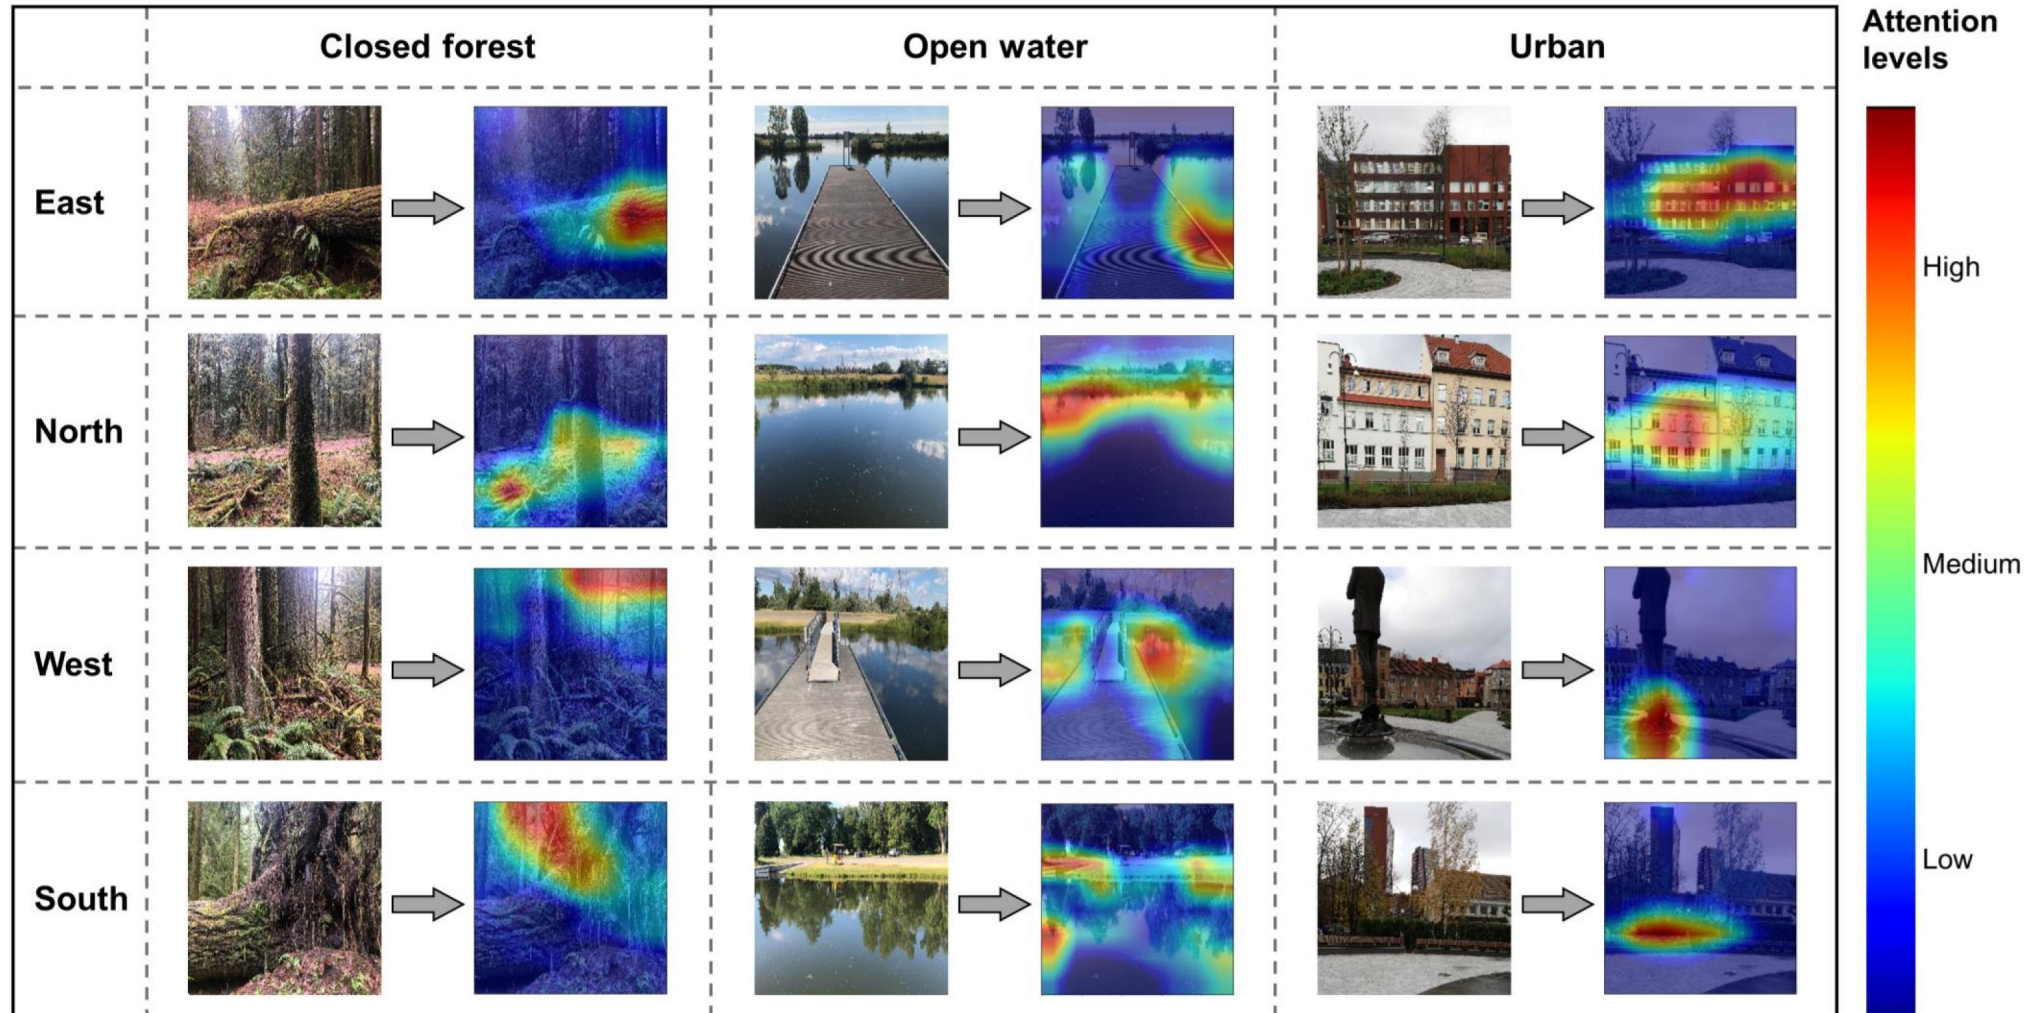 Closed forest
Open water
Urban
Attention
levels
East
High
North
Medium
West
Low
South